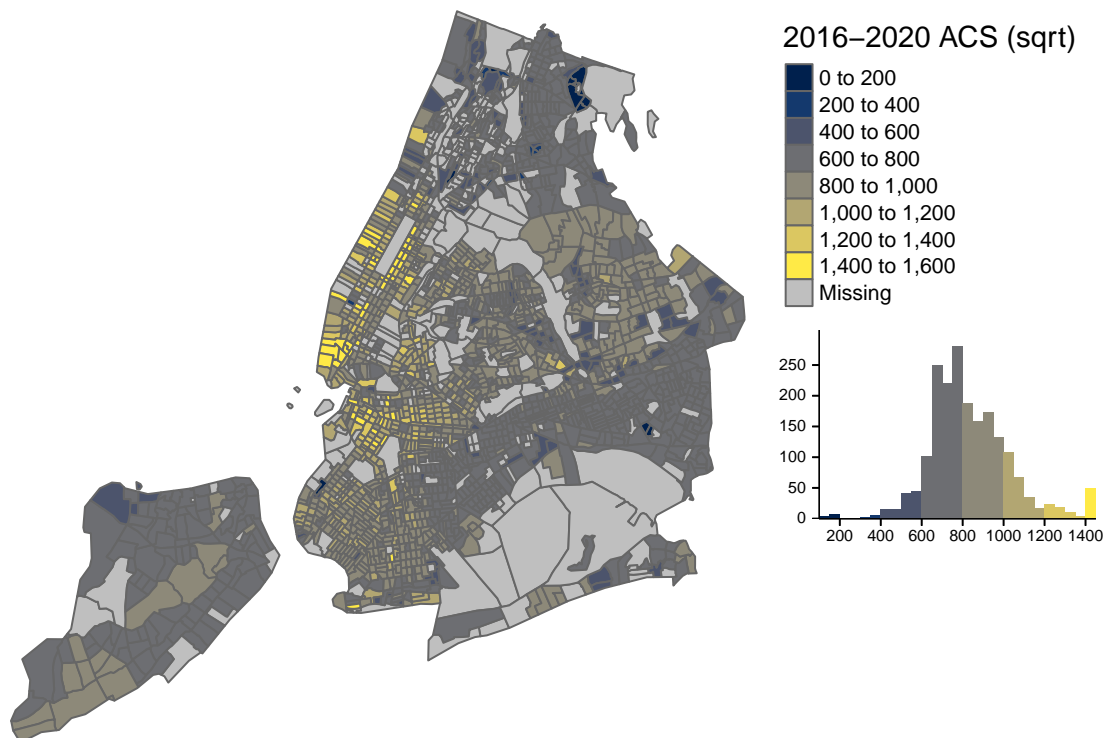 2016–2020 ACS (sqrt)
0 to 200
200 to 400
400 to 600
600 to 800
800 to 1,000
1,000 to 1,200
1,200 to 1,400
1,400 to 1,600
Missing
250
200
150
100
50
0
200 400 600 800 1000 1200 1400